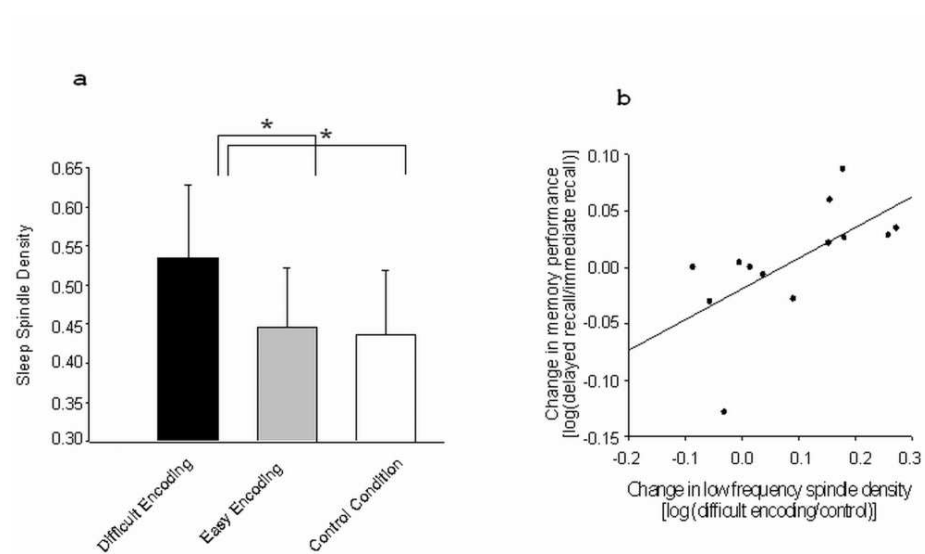 a
*
*
0.65
0.60
0.55
0.50
0.45
0.40
0.35
0.30
Sleep Spindle Density
Difficult Encoding
Easy Encoding
Control Condition
b
0.10
0.05
0.00
-0.05
-0.10
-0.15
Change in memory performance
[log(delayed recall/immediate recall)]
-0.2 -0.1 0.0 0.1 0.2 0.3
Change in low frequency spindle density
[log (difficult encoding/control)]